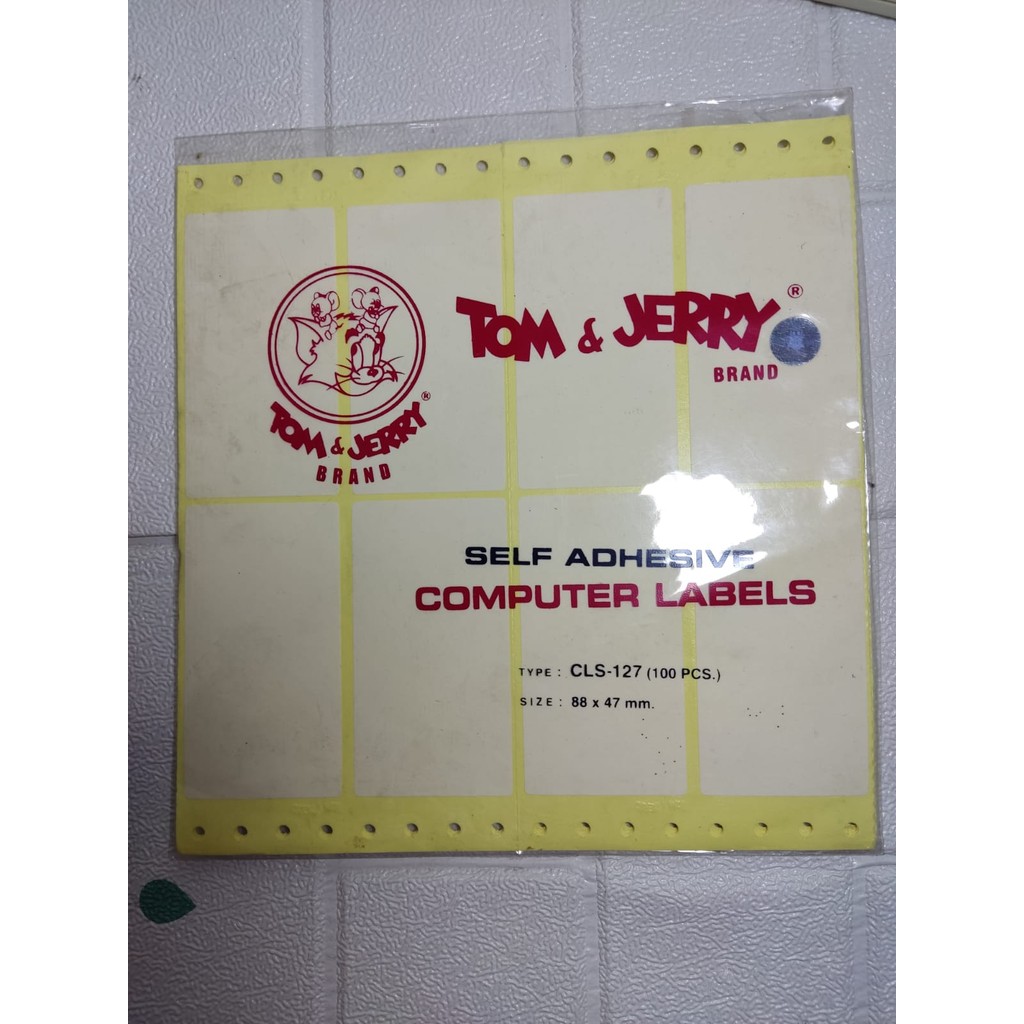 TOM & JERRY ®
BRAND
TOM & JERRY ®
BRAND
SELF ADHESIVE
COMPUTER LABELS
TYPE : CLS-127 (100 PCS.)
SIZE : 88 x 47 mm.